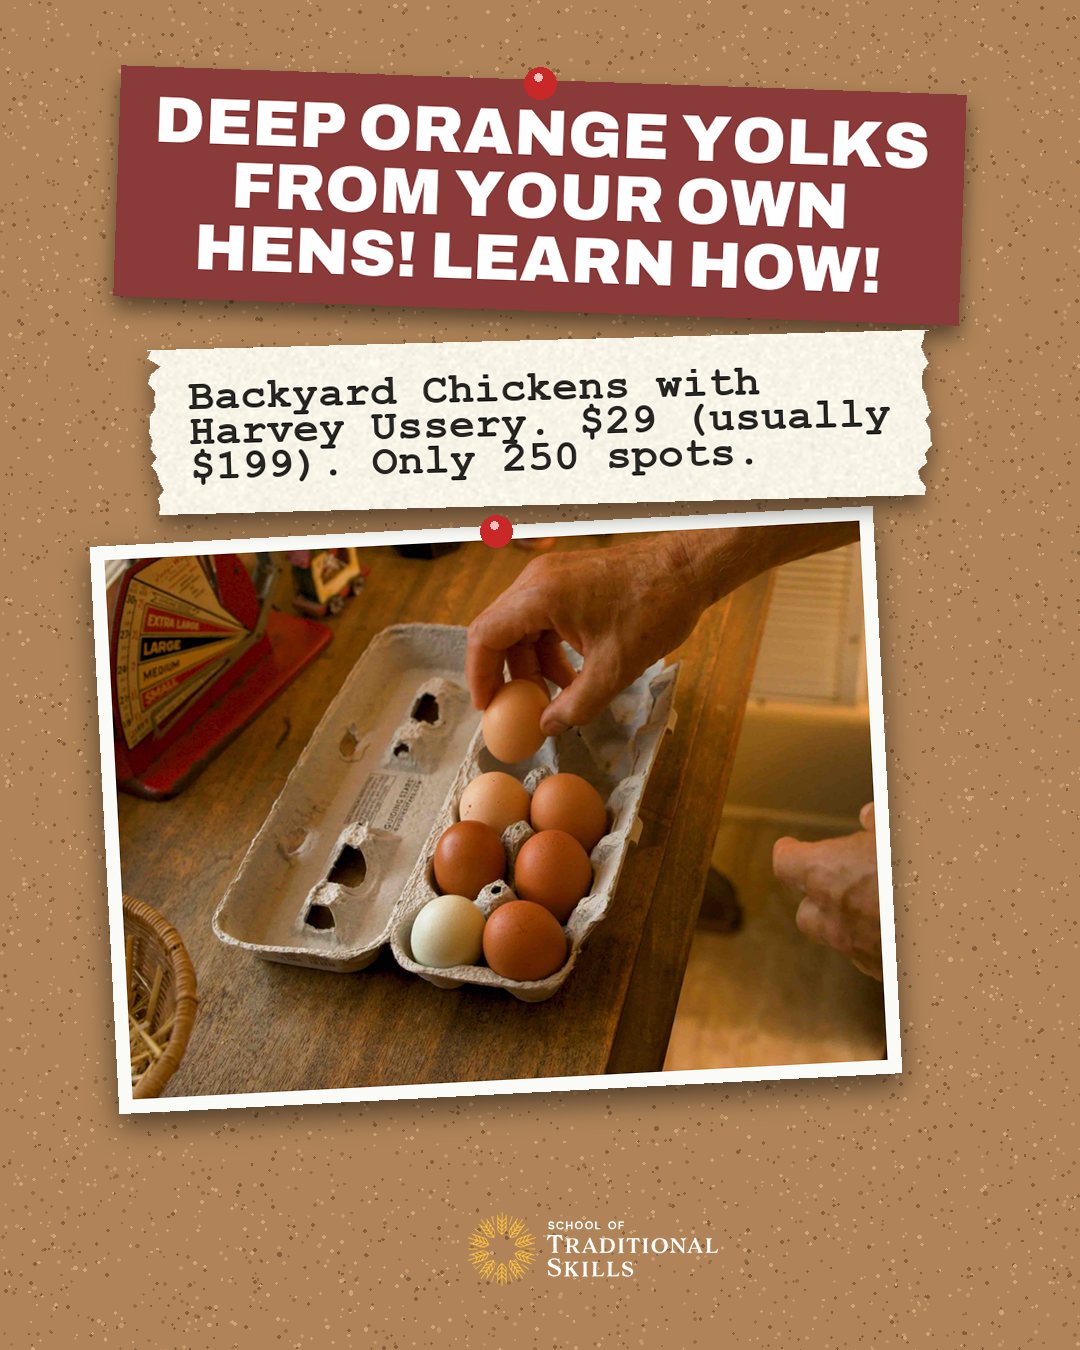 DEEP ORANGE YOLKS
FROM YOUR OWN
HENS! LEARN HOW!
Backyard Chickens with
Harvey Ussery. $29 (usually
$199). Only 250 spots.
EXTRA LARGE
LARGE
MEDIUM
SMALL
SCHOOL OF
TRADITIONAL
SKILLS